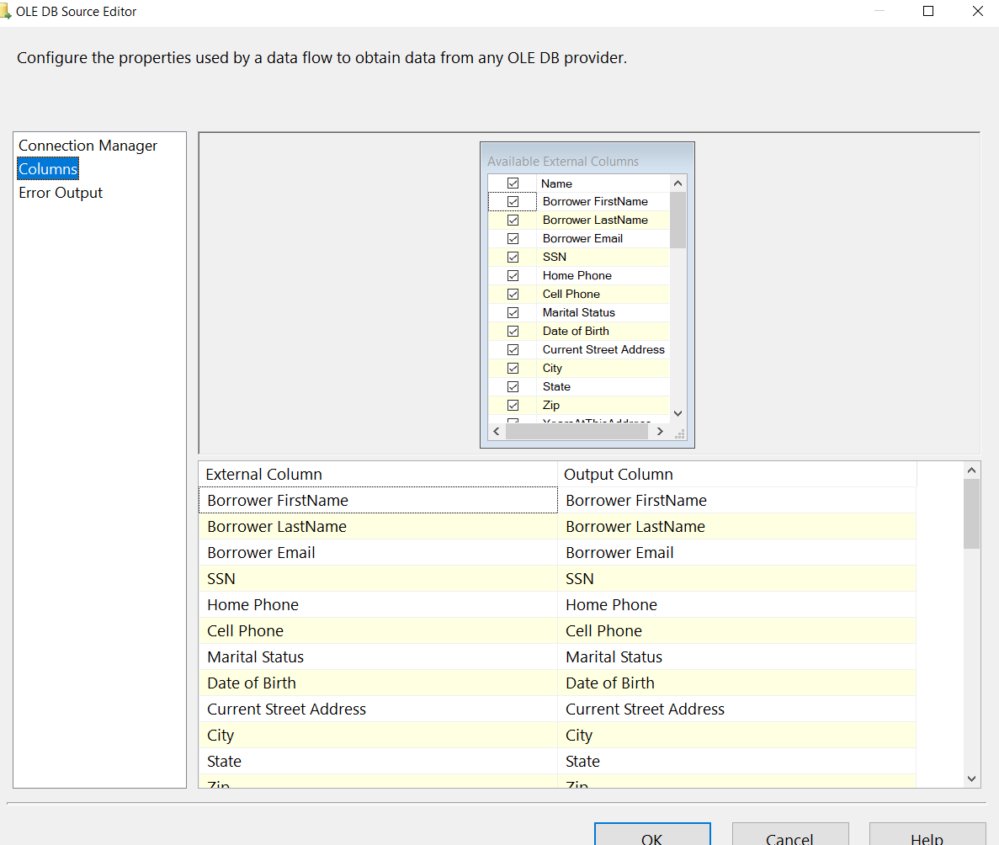 OLE DB Source Editor
Configure the properties used by a data flow to obtain data from any OLE DB provider.
Connection Manager
Columns
Error Output
Available External Columns
Name
Borrower FirstName
Borrower LastName
Borrower Email
SSN
Home Phone
Cell Phone
Marital Status
Date of Birth
Current Street Address
City
State
Zip
YearsAtThisAddress
External Column Output Column
Borrower FirstName Borrower FirstName
Borrower LastName Borrower LastName
Borrower Email Borrower Email
SSN SSN
Home Phone Home Phone
Cell Phone Cell Phone
Marital Status Marital Status
Date of Birth Date of Birth
Current Street Address Current Street Address
City City
State State
Zip Zip
OK Cancel Help